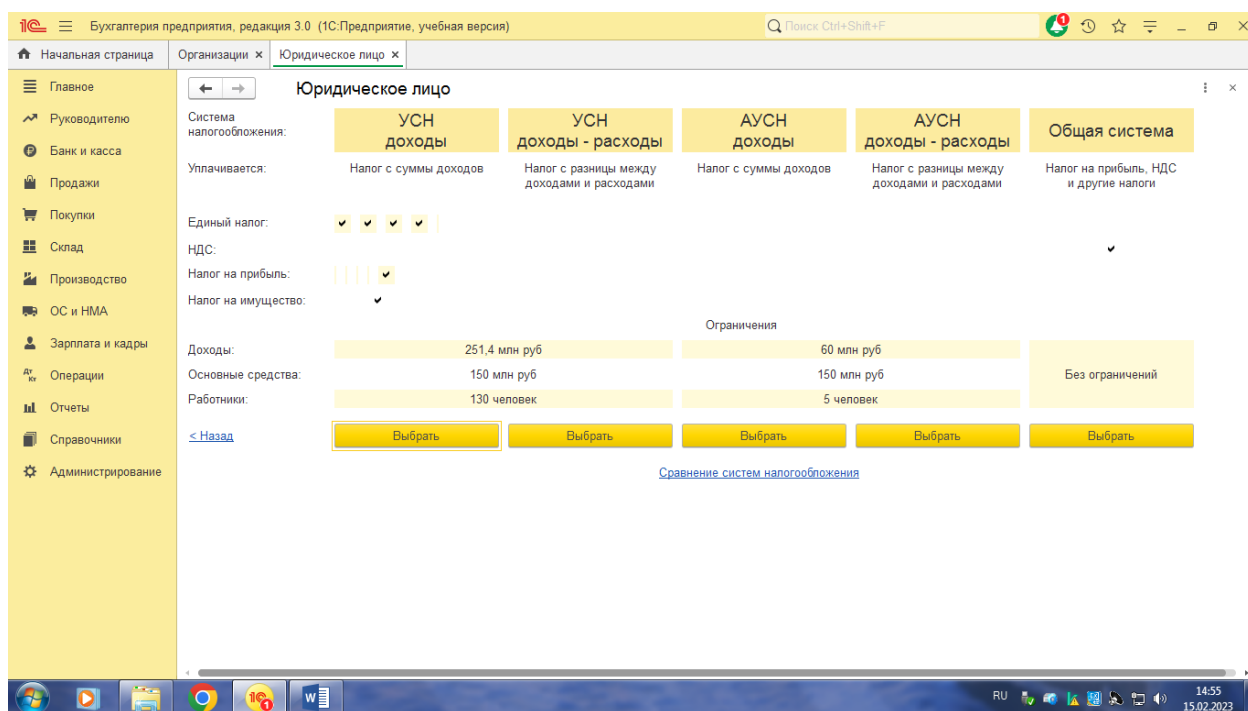 1С Бухгалтерия предприятия, редакция 3.0 (1С:Предприятие, учебная версия) Поиск Ctrl+Shift+F 1
Начальная страница Организации × Юридическое лицо ×
Главное
Руководителю
Банк и касса
Продажи
Покупки
Склад
Производство
ОС и НМА
Зарплата и кадры
Дт Кт Операции
Отчеты
Справочники
Администрирование
Юридическое лицо
Система налогообложения:
УСН доходы
УСН доходы - расходы
АУСН доходы
АУСН доходы - расходы
Общая система
Уплачивается:
Налог с суммы доходов
Налог с разницы между
доходами и расходами
Налог с суммы доходов
Налог с разницы между
доходами и расходами
Налог на прибыль, НДС
и другие налоги
Единый налог:
НДС:
Налог на прибыль:
Налог на имущество:
Ограничения
Доходы: 251,4 млн руб 60 млн руб
Основные средства: 150 млн руб 150 млн руб Без ограничений
Работники: 130 человек 5 человек
< Назад Выбрать Выбрать Выбрать Выбрать Выбрать
Сравнение систем налогообложения
RU 14:55
15.02.2023